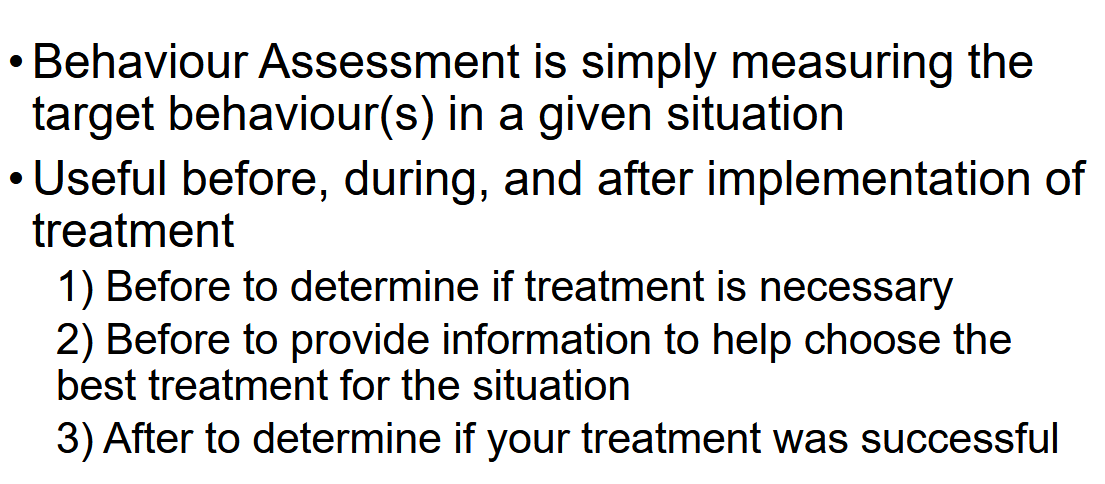 • Behaviour Assessment is simply measuring the
target behaviour(s) in a given situation
• Useful before, during, and after implementation of
treatment
1) Before to determine if treatment is necessary
2) Before to provide information to help choose the
best treatment for the situation
3) After to determine if your treatment was successful